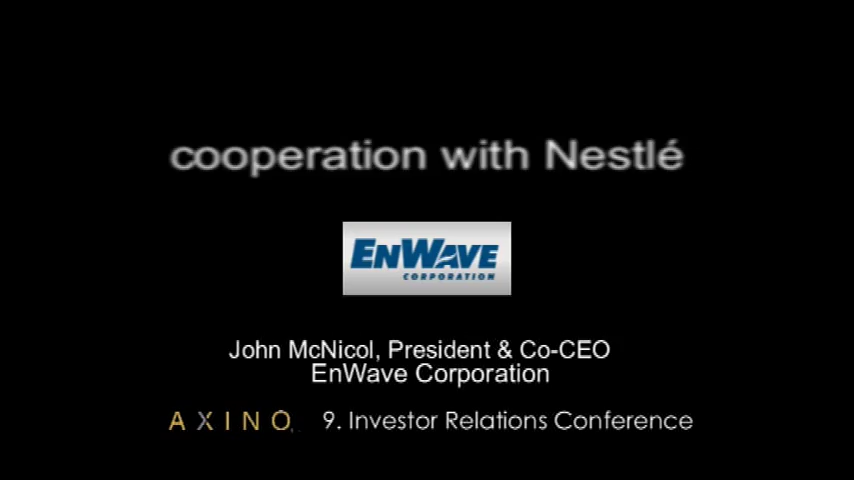 cooperation with Nestlé
ENWAVE
CORPORATION
John McNicol, President & Co-CEO
EnWave Corporation
AXINO 9. Investor Relations Conference